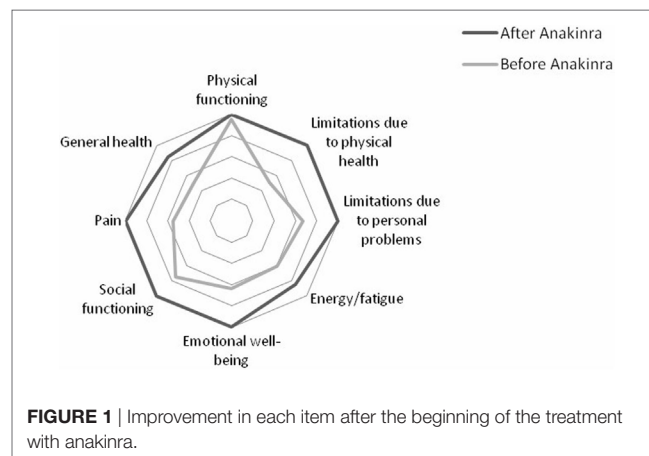 After Anakinra
Before Anakinra
Physical
functioning
Limitations due
to physical
health
Limitations due
to personal
problems
Energy/fatigue
Emotional well-
being
Social
functioning
Pain
General health
FIGURE 1 | Improvement in each item after the beginning of the treatment
with anakinra.